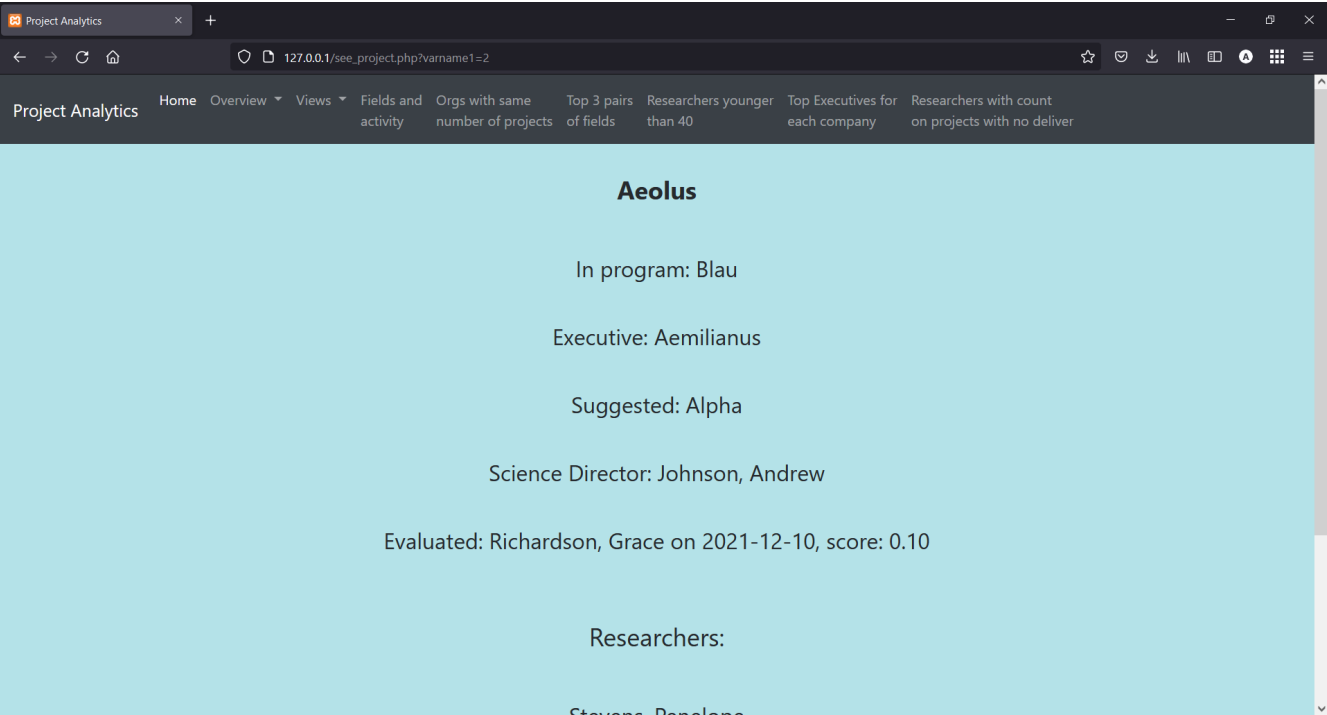 Project Analytics
127.0.0.1/see_project.php?varname1=2
A
Project Analytics
Home
Overview
Views
Fields and
activity
Orgs with same
number of projects
Top 3 pairs
of fields
Researchers younger
than 40
Top Executives for
each company
Researchers with count
on projects with no deliver
Aeolus
In program: Blau
Executive: Aemilianus
Suggested: Alpha
Science Director: Johnson, Andrew
Evaluated: Richardson, Grace on 2021-12-10, score: 0.10
Researchers:
Stevens, Penelope